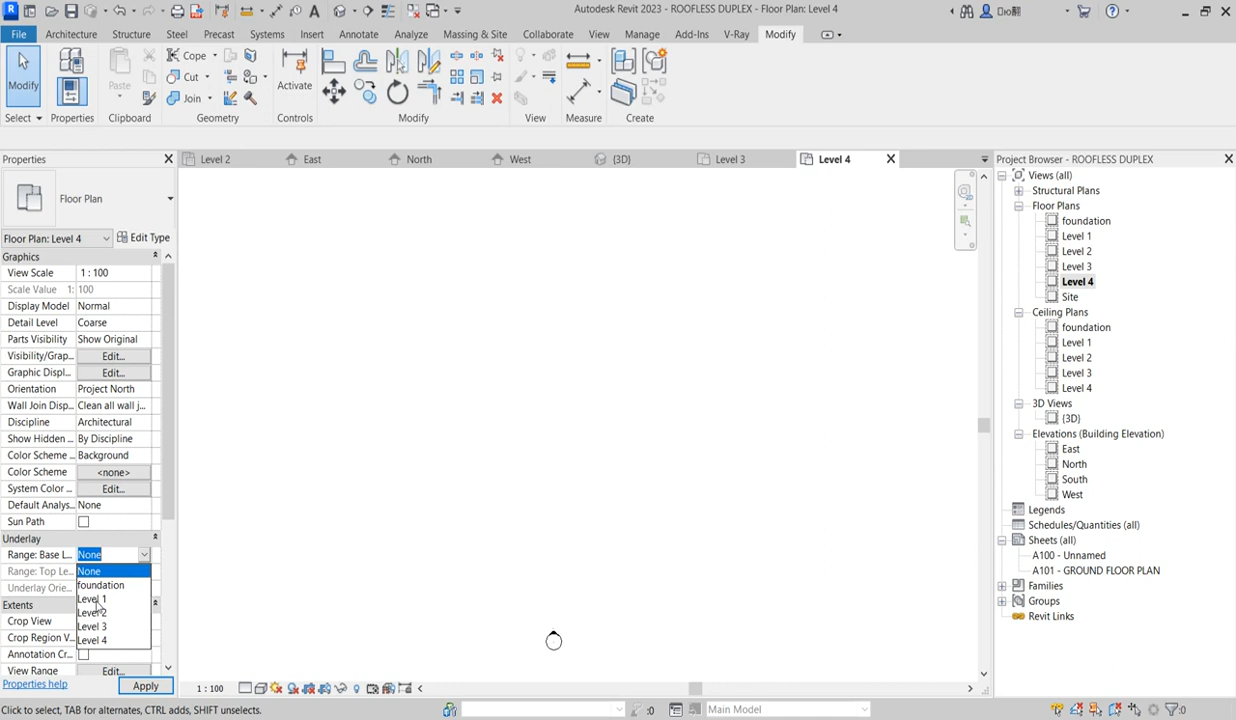 Autodesk Revit 2023 - ROOFLESS DUPLEX - Floor Plan: Level 4
File Architecture Structure Steel Precast Systems Insert Annotate Analyze Massing & Site Collaborate View Manage Add-Ins V-Ray Modify
Modify Paste Cope Cut Join Activate
Select Properties Clipboard Geometry Controls Modify View Measure Create
Properties
Level 2 East North West {3D} Level 3 Level 4
Project Browser - ROOFLESS DUPLEX
Floor Plan
Floor Plan: Level 4 Edit Type
Graphics
View Scale 1 : 100
Scale Value 1: 100
Display Model Normal
Detail Level Coarse
Parts Visibility Show Original
Visibility/Grap... Edit...
Graphic Displ... Edit...
Orientation Project North
Wall Join Disp... Clean all wall j...
Discipline Architectural
Show Hidden ... By Discipline
Color Scheme ... Background
Color Scheme <none>
System Color ... Edit...
Default Analys... None
Sun Path
Underlay
Range: Base L... None
Range: Top Le...
Underlay Orie...
None
foundation
Level 1
Level 2
Level 3
Level 4
Extents
Crop View
Crop Region V...
Annotation Cr...
View Range Edit...
Properties help Apply
Views (all)
Structural Plans
Floor Plans
foundation
Level 1
Level 2
Level 3
Level 4
Site
Ceiling Plans
foundation
Level 1
Level 2
Level 3
Level 4
3D Views
{3D}
Elevations (Building Elevation)
East
North
South
West
Legends
Schedules/Quantities (all)
Sheets (all)
A100 - Unnamed
A101 - GROUND FLOOR PLAN
Families
Groups
Revit Links
1 : 100
Click to select, TAB for alternates, CTRL adds, SHIFT unselects. :0 Main Model :0